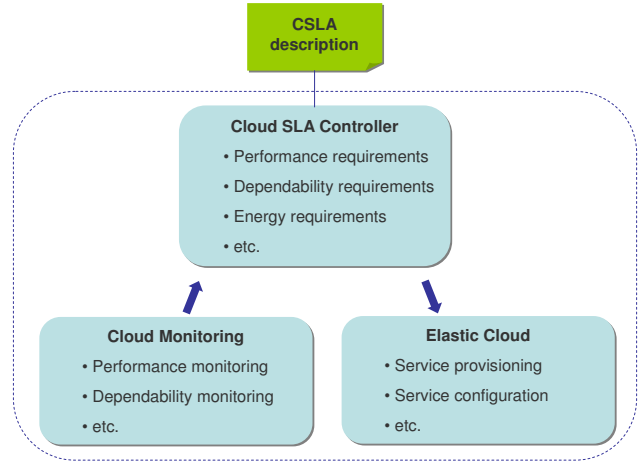 CSLA
description
Cloud SLA Controller
• Performance requirements
• Dependability requirements
• Energy requirements
• etc.
Cloud Monitoring
• Performance monitoring
• Dependability monitoring
• etc.
Elastic Cloud
• Service provisioning
• Service configuration
• etc.